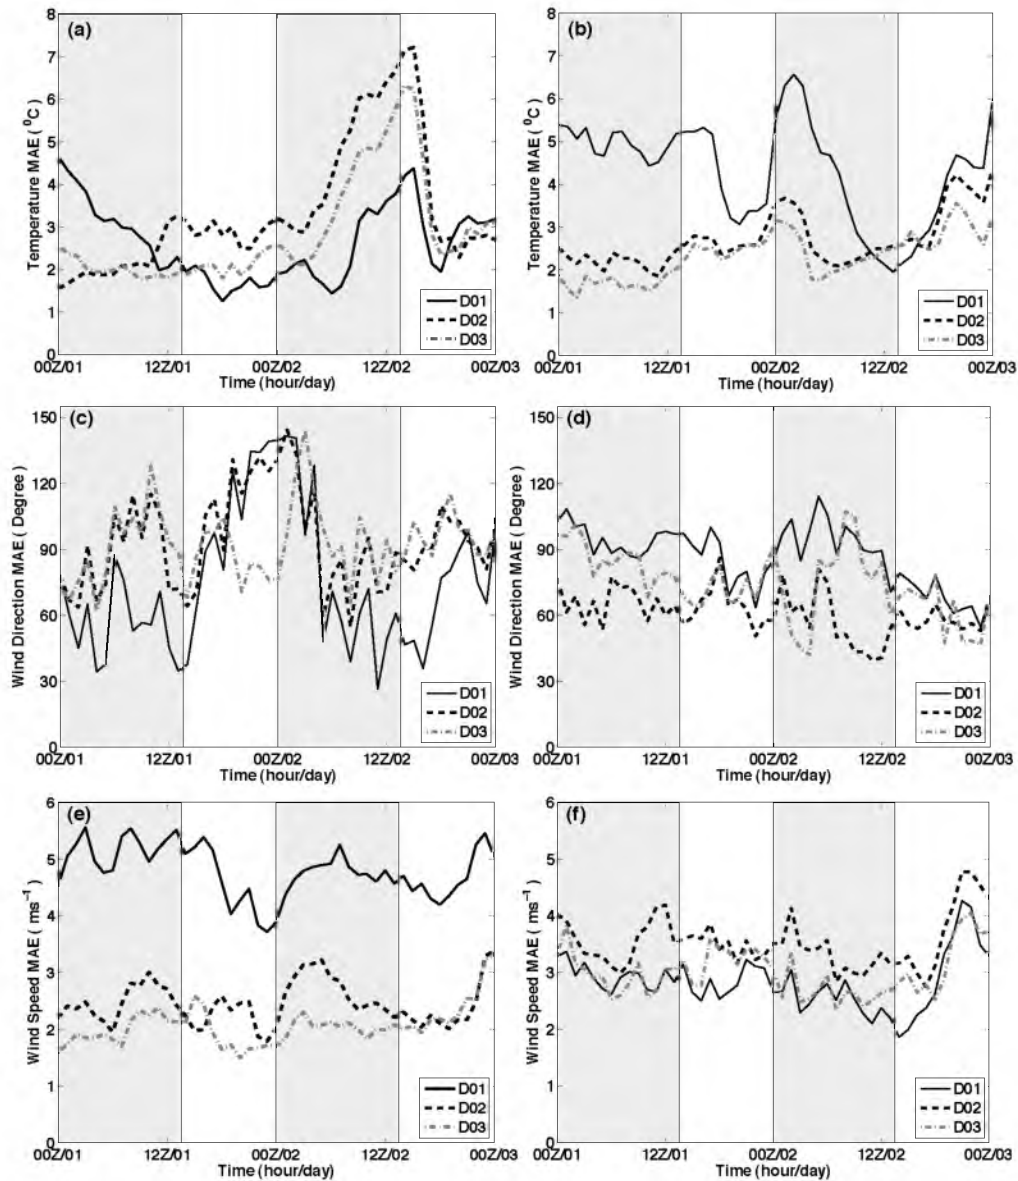 (a)
8
7
6
5
4
3
2
1
0
Temperature MAE ( ⁰C )
D01
D02
D03
00Z/01 12Z/01 00Z/02 12Z/02 00Z/03
Time (hour/day)
(b)
8
7
6
5
4
3
2
1
0
Temperature MAE ( ⁰C )
D01
D02
D03
00Z/01 12Z/01 00Z/02 12Z/02 00Z/03
Time (hour/day)
(c)
150
120
90
60
30
0
Wind Direction MAE ( Degree)
D01
D02
D03
00Z/01 12Z/01 00Z/02 12Z/02 00Z/03
Time (hour/day)
(d)
150
120
90
60
30
0
Wind Direction MAE ( Degree)
D01
D02
D03
00Z/01 12Z/01 00Z/02 12Z/02 00Z/03
Time (hour/day)
(e)
6
5
4
3
2
1
0
Wind Speed MAE ( ms⁻¹)
D01
D02
D03
00Z/01 12Z/01 00Z/02 12Z/02 00Z/03
Time (hour/day)
(f)
6
5
4
3
2
1
0
Wind Speed MAE ( ms⁻¹)
D01
D02
D03
00Z/01 12Z/01 00Z/02 12Z/02 00Z/03
Time (hour/day)